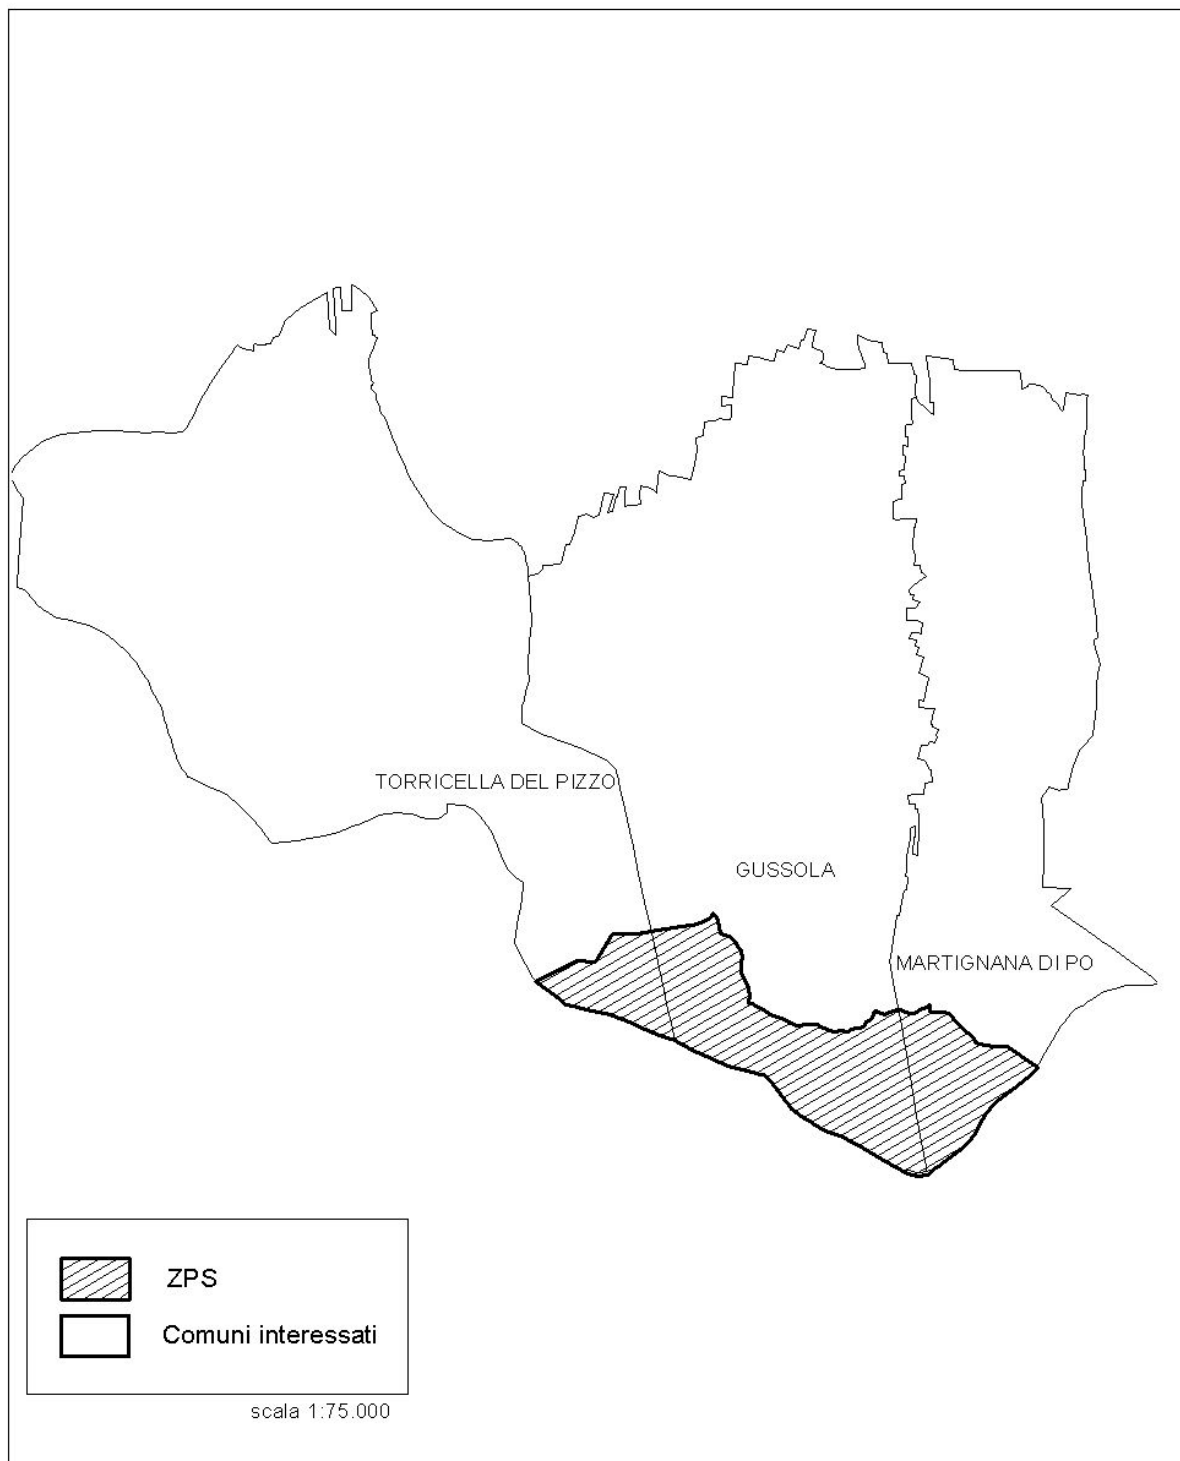 TORRICELLA DEL PIZZO
GUSSOLA
MARTIGNANA DI PO
ZPS
Comuni interessati
scala 1:75.000